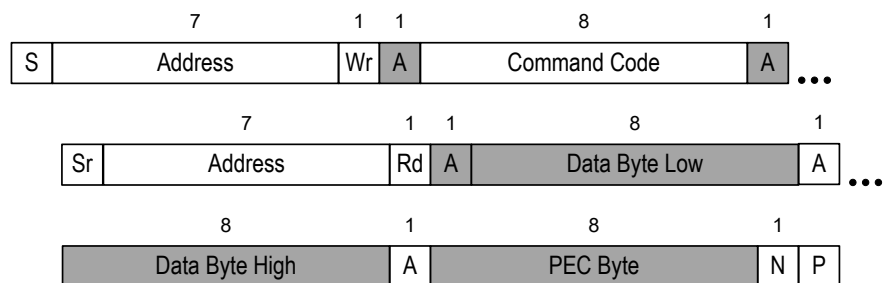 7 1 1 8 1
S Address Wr A Command Code A ...
7 1 1 8 1
Sr Address Rd A Data Byte Low A ...
8 1 8 1
Data Byte High A PEC Byte N P